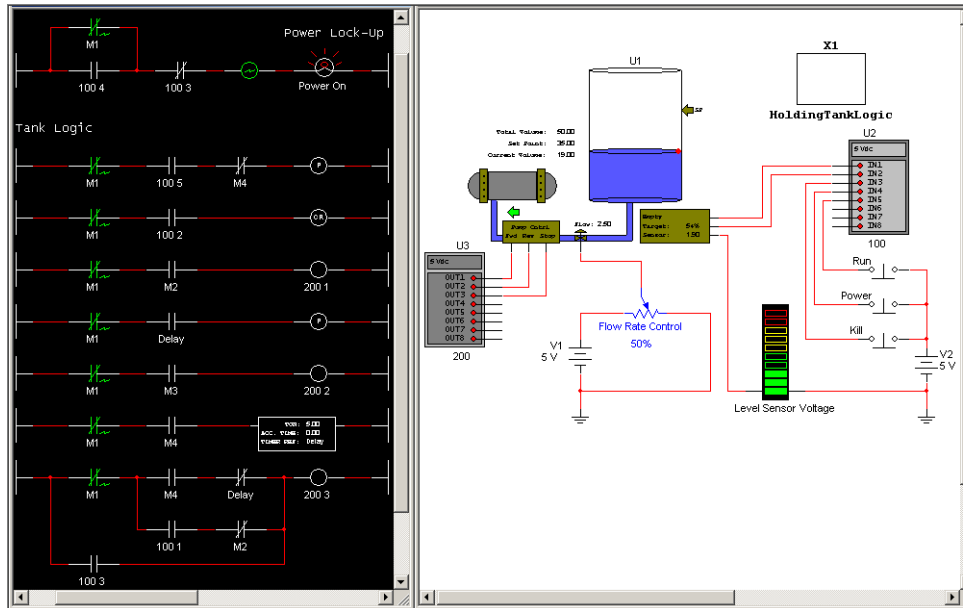 Power Lock-Up
M1
100 4
100 3
Power On
Tank Logic
M1
100 5
M4
P
M1
100 2
CR
M1
M2
200 1
M1
Delay
P
M1
M3
200 2
M1
M4
TON: 5.00
ACC. TIME: 0.00
TIMER REF: Delay
M1
M4
Delay
200 3
100 1
M2
100 3
X1
HoldingTankLogic
U1
SP
Total Volume: 50.00
Set Point: 35.00
Current Volume: 19.00
Flow: 2.50
Pump Cntrl
Fwd Rev Stop
Empty
Target: 54%
Sensor: 1.90
U2
5 Vdc
IN1
IN2
IN3
IN4
IN5
IN6
IN7
IN8
100
U3
5 Vdc
OUT1
OUT2
OUT3
OUT4
OUT5
OUT6
OUT7
OUT8
200
Run
Power
Kill
Flow Rate Control
50%
V1
5 V
V2
5 V
Level Sensor Voltage